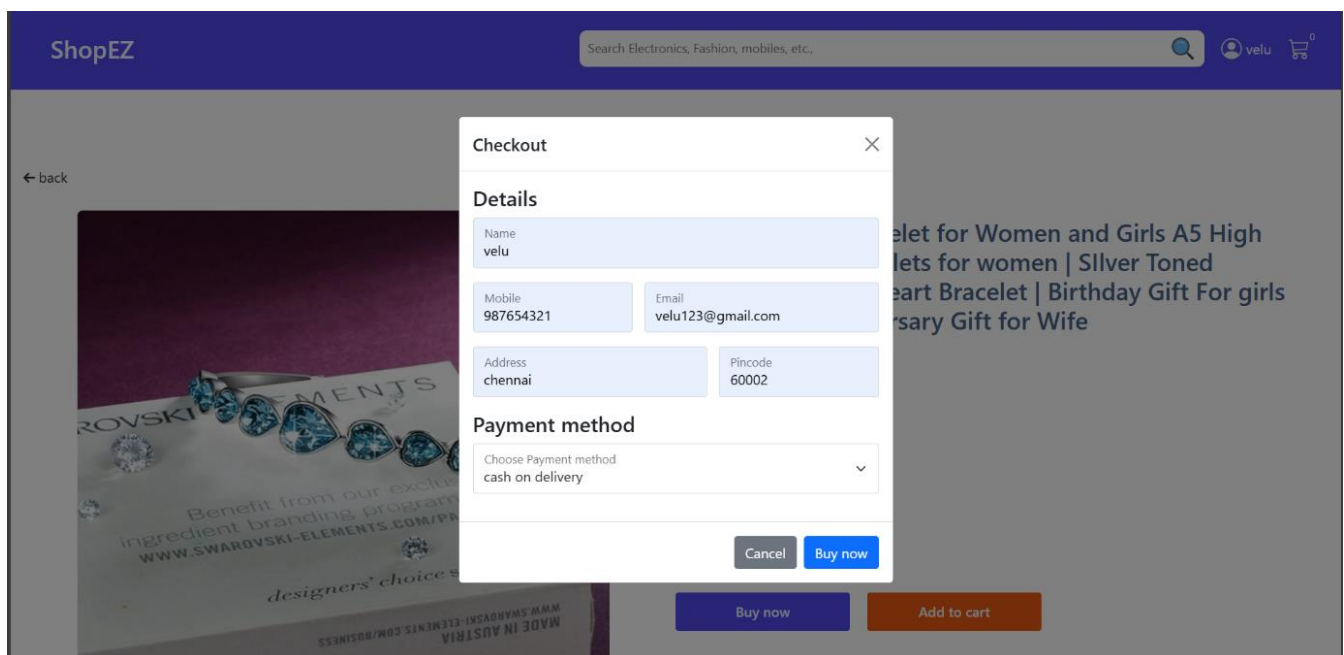 ShopEZ
Search Electronics, Fashion, mobiles, etc.,
velu
0
Checkout
← back
Details
Name
velu
Mobile
987654321
Email
velu123@gmail.com
Address
chennai
Pincode
60002
Payment method
Choose Payment method
cash on delivery
Cancel
Buy now
elet for Women and Girls A5 High
lets for women | SIlver Toned
eart Bracelet | Birthday Gift For girls
rsary Gift for Wife
ROVSKI ELEMENTS
Benefit from our exclus
ingredient branding program
WWW.SWAROVSKI-ELEMENTS.COM/PA
designers' choice s
WWW.SWAROVSKI-
ELEMENTS.COM/BUSINESS
MADE IN AUSTRIA
Buy now
Add to cart